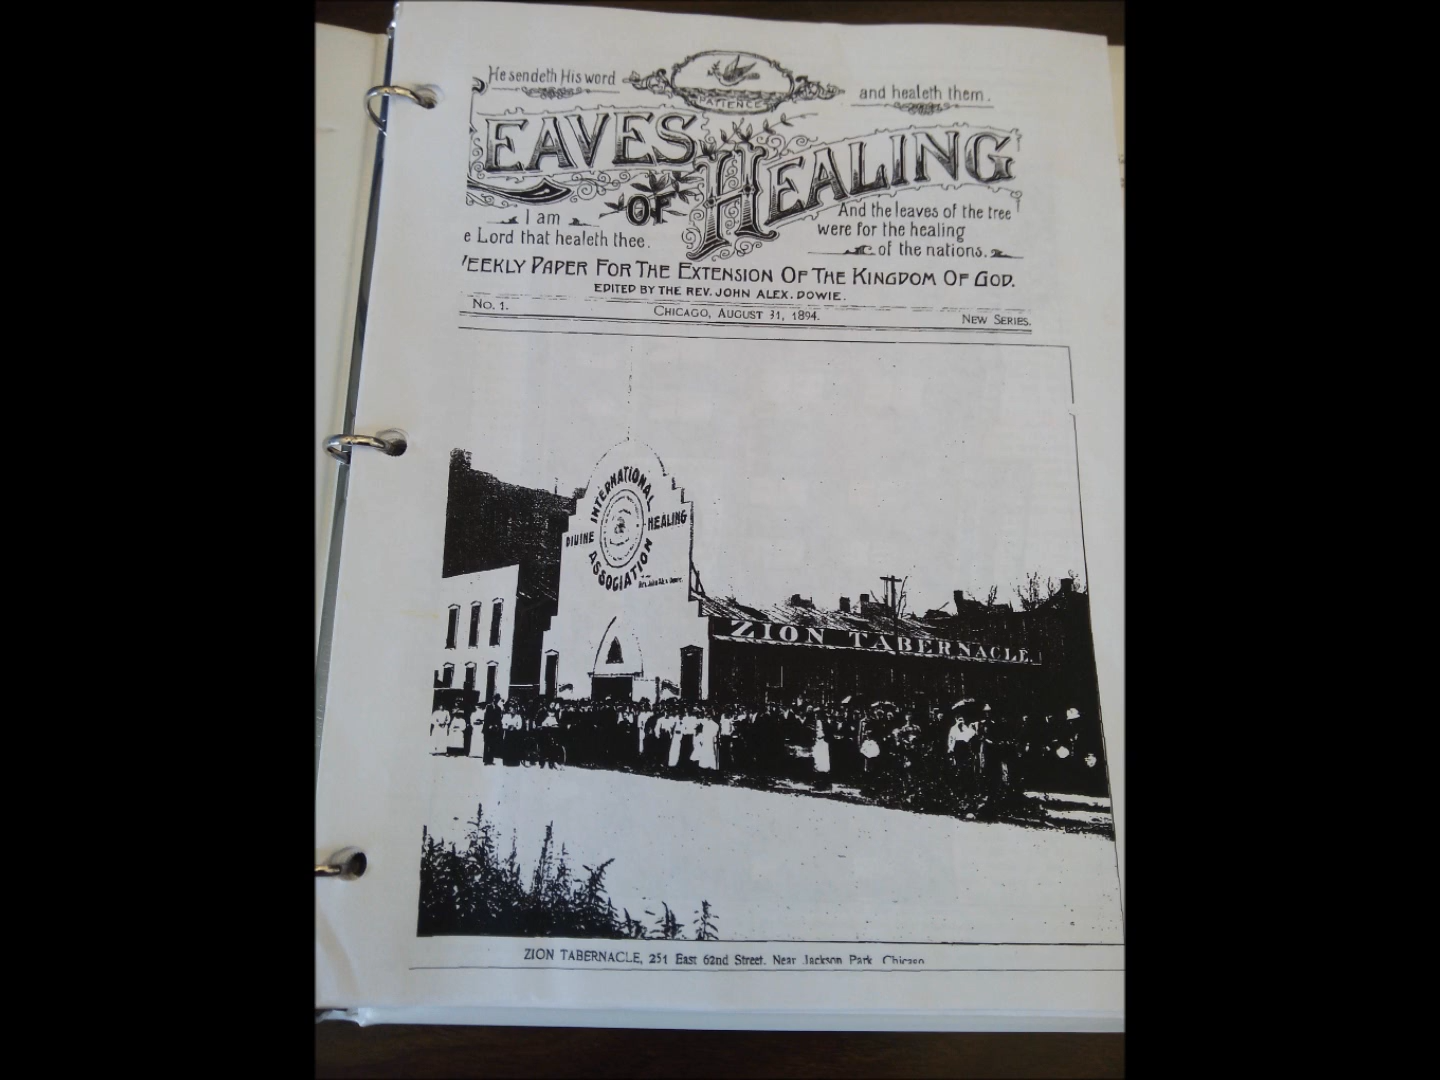 He sendeth His word
PATIENCE
and healeth them.
LEAVES OF HEALING
I am
e Lord that healeth thee.
And the leaves of the tree
were for the healing
of the nations.
EEKLY PAPER FOR THE EXTENSION OF THE KINGDOM OF GOD.
EDITED BY THE REV. JOHN ALEX. DOWIE.
No. 1.
CHICAGO, AUGUST 31, 1894.
NEW SERIES.
INTERNATIONAL
DIVINE HEALING
ASSOCIATION
ZION TABERNACLE.
ZION TABERNACLE, 251 East 62nd Street. Near Jackson Park, Chicago